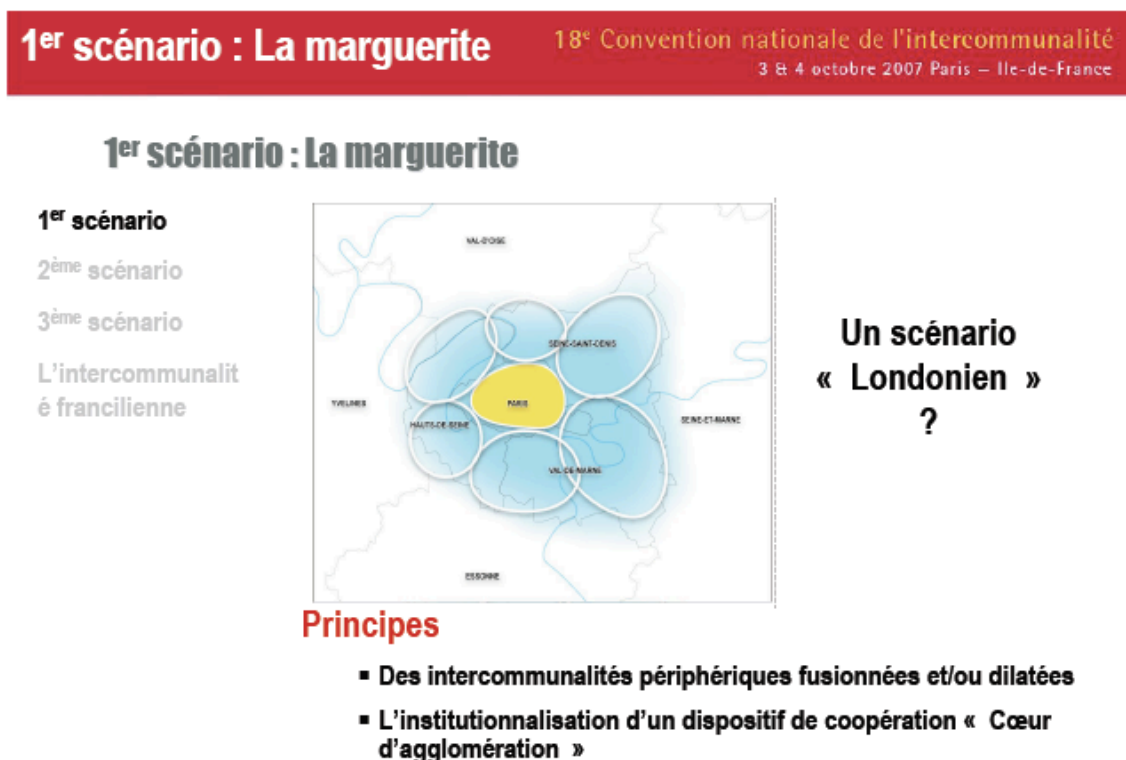 1er scénario : La marguerite
18e Convention nationale de l'intercommunalité
3 & 4 octobre 2007 Paris – Ile-de-France
1er scénario : La marguerite
1er scénario
2ème scénario
3ème scénario
L'intercommunalit
é francilienne
VAL-D'OISE
SEINE-SAINT-DENIS
YVELINES
PARIS
HAUTS-DE-SEINE
SEINE-ET-MARNE
VAL-DE-MARNE
ESSONNE
Un scénario
« Londonien »
?
Principes
▪ Des intercommunalités périphériques fusionnées et/ou dilatées
▪ L'institutionnalisation d'un dispositif de coopération « Cœur
d'agglomération »